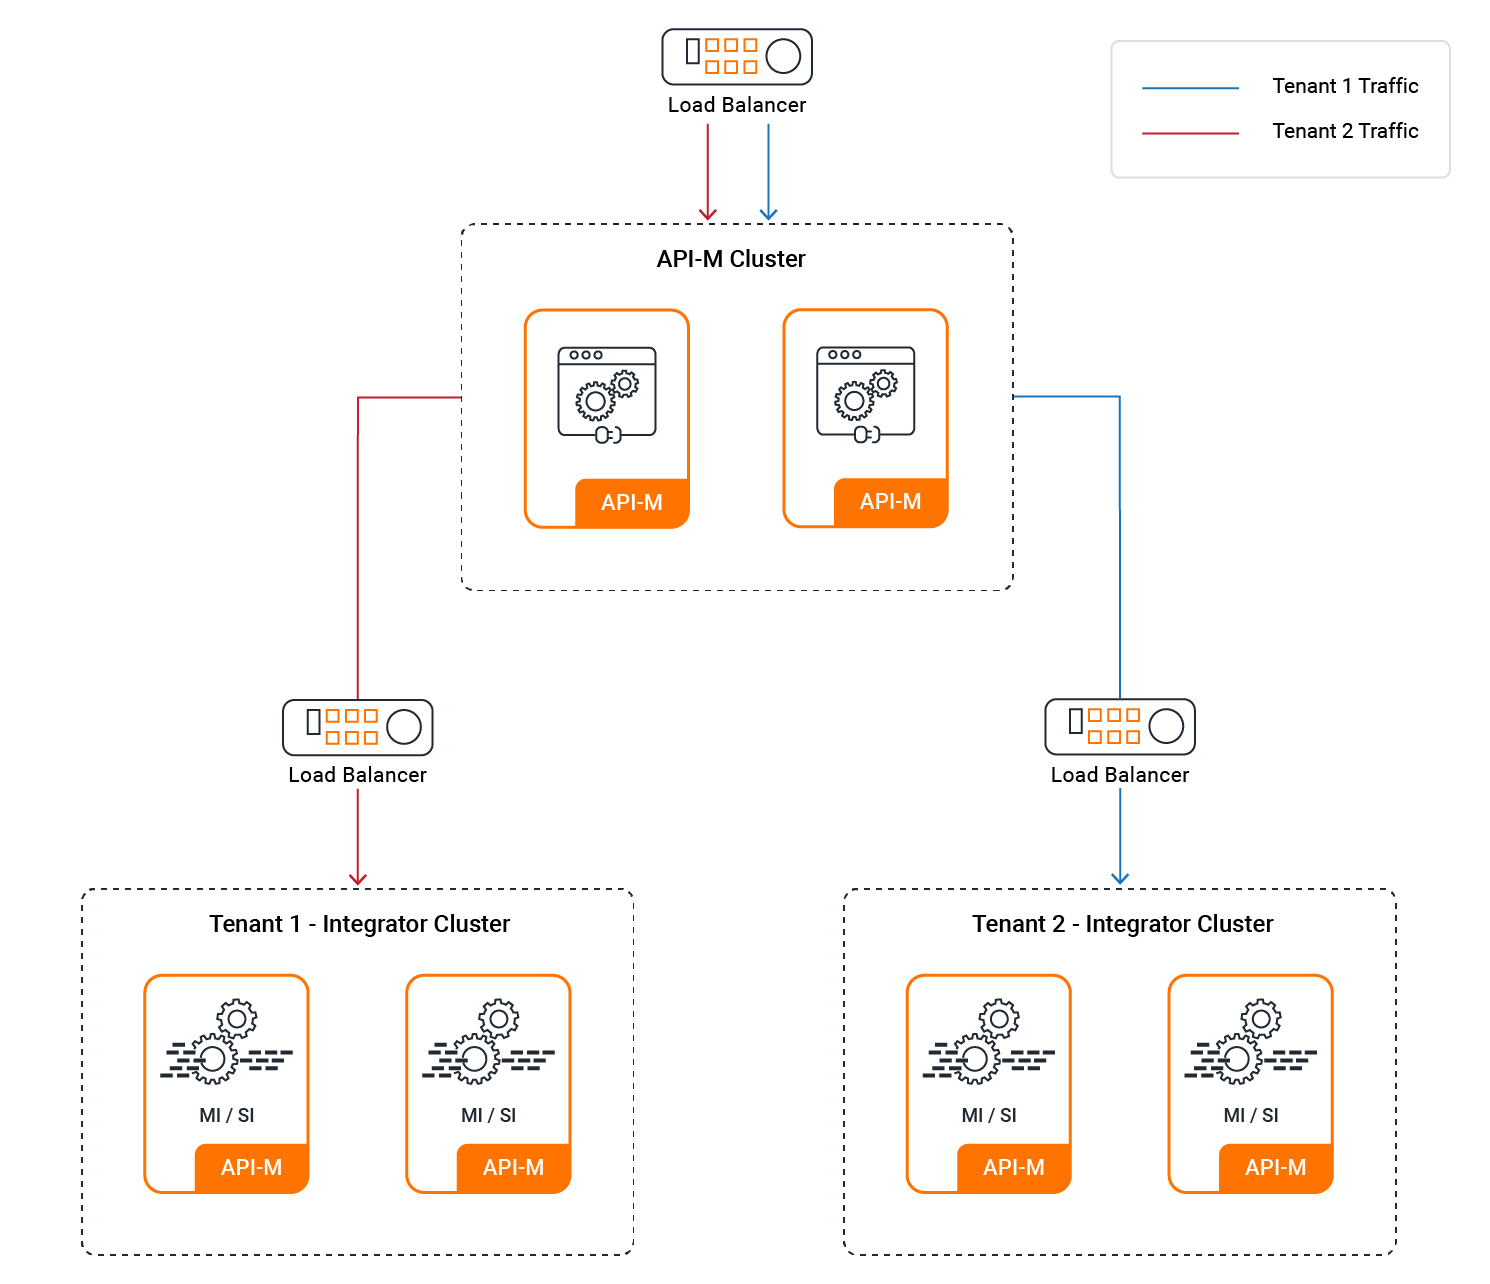 Load Balancer
Tenant 1 Traffic
Tenant 2 Traffic
API-M Cluster
API-M
API-M
Load Balancer
Load Balancer
Tenant 1 - Integrator Cluster
MI / SI
API-M
MI / SI
API-M
Tenant 2 - Integrator Cluster
MI / SI
API-M
MI / SI
API-M